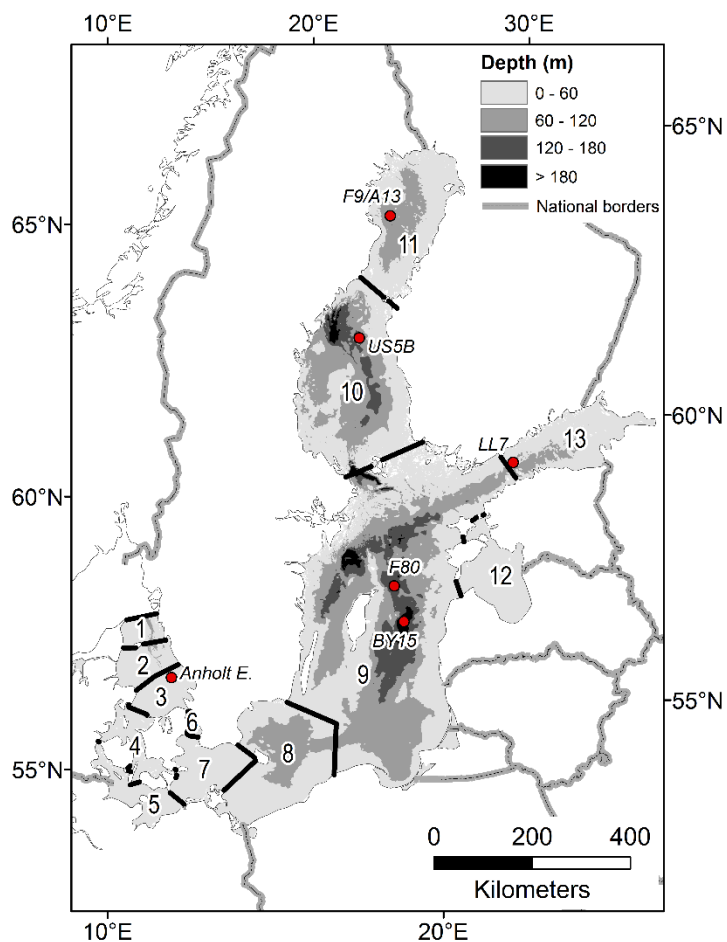 10°E
20°E
30°E
Depth (m)
0 - 60
60 - 120
120 - 180
> 180
National borders
65°N
65°N
F9/A13
11
US5B
10
60°N
LL7
13
60°N
F80
12
BY15
1
2
Anholt E.
9
3
6
55°N
4
8
7
55°N
5
0
200
400
Kilometers
10°E
20°E